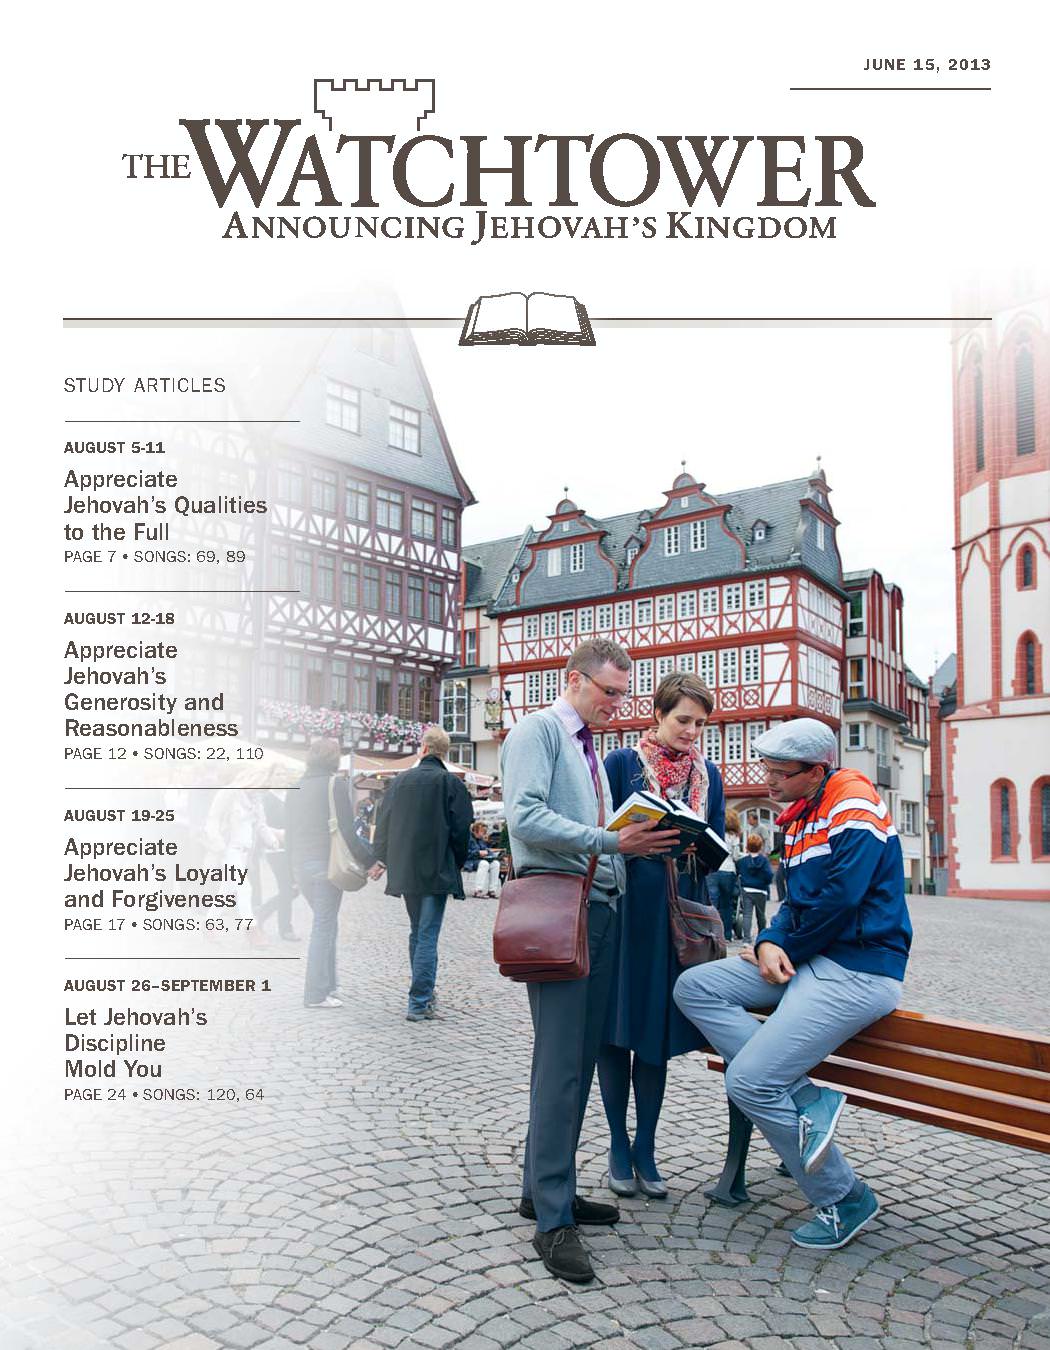 JUNE 15, 2013
THE WATCHTOWER
ANNOUNCING JEHOVAH'S KINGDOM
STUDY ARTICLES
AUGUST 5-11
Appreciate
Jehovah's Qualities
to the Full
PAGE 7 • SONGS: 69, 89
AUGUST 12-18
Appreciate
Jehovah's
Generosity and
Reasonableness
PAGE 12 • SONGS: 22, 110
AUGUST 19-25
Appreciate
Jehovah's Loyalty
and Forgiveness
PAGE 17 • SONGS: 63, 77
AUGUST 26–SEPTEMBER 1
Let Jehovah's
Discipline
Mold You
PAGE 24 • SONGS: 120, 64